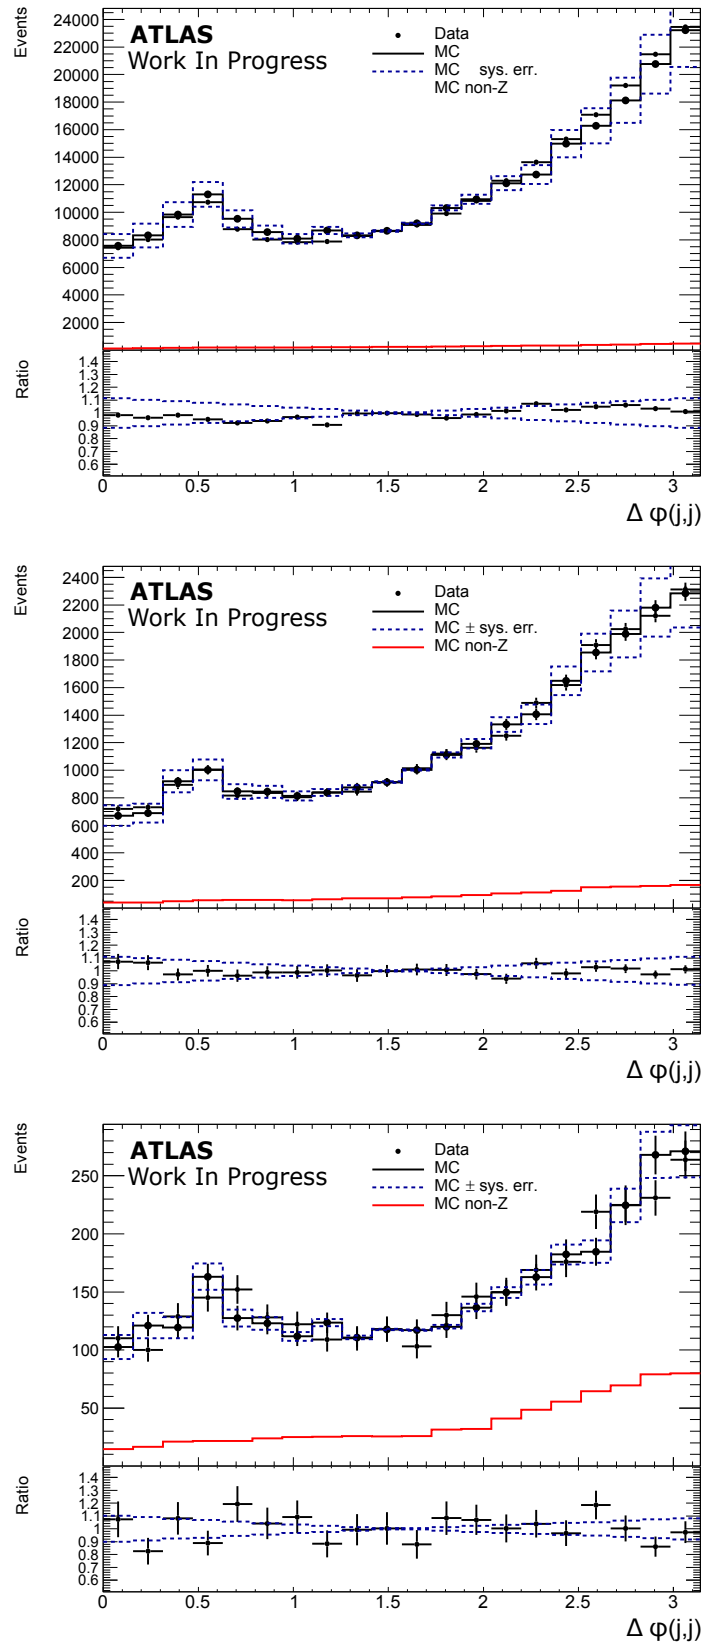 Events
24000
22000
20000
18000
16000
14000
12000
10000
8000
6000
4000
2000
ATLAS
Work In Progress
Data
MC
MC sys. err.
MC non-Z
Ratio
1.4
1.3
1.2
1.1
1
0.9
0.8
0.7
0.6
0 0.5 1 1.5 2 2.5 3
Δ φ(j,j)
Events
2400
2200
2000
1800
1600
1400
1200
1000
800
600
400
200
ATLAS
Work In Progress
Data
MC
MC ± sys. err.
MC non-Z
Ratio
1.4
1.3
1.2
1.1
1
0.9
0.8
0.7
0.6
0 0.5 1 1.5 2 2.5 3
Δ φ(j,j)
Events
250
200
150
100
50
ATLAS
Work In Progress
Data
MC
MC ± sys. err.
MC non-Z
Ratio
1.4
1.3
1.2
1.1
1
0.9
0.8
0.7
0.6
0 0.5 1 1.5 2 2.5 3
Δ φ(j,j)